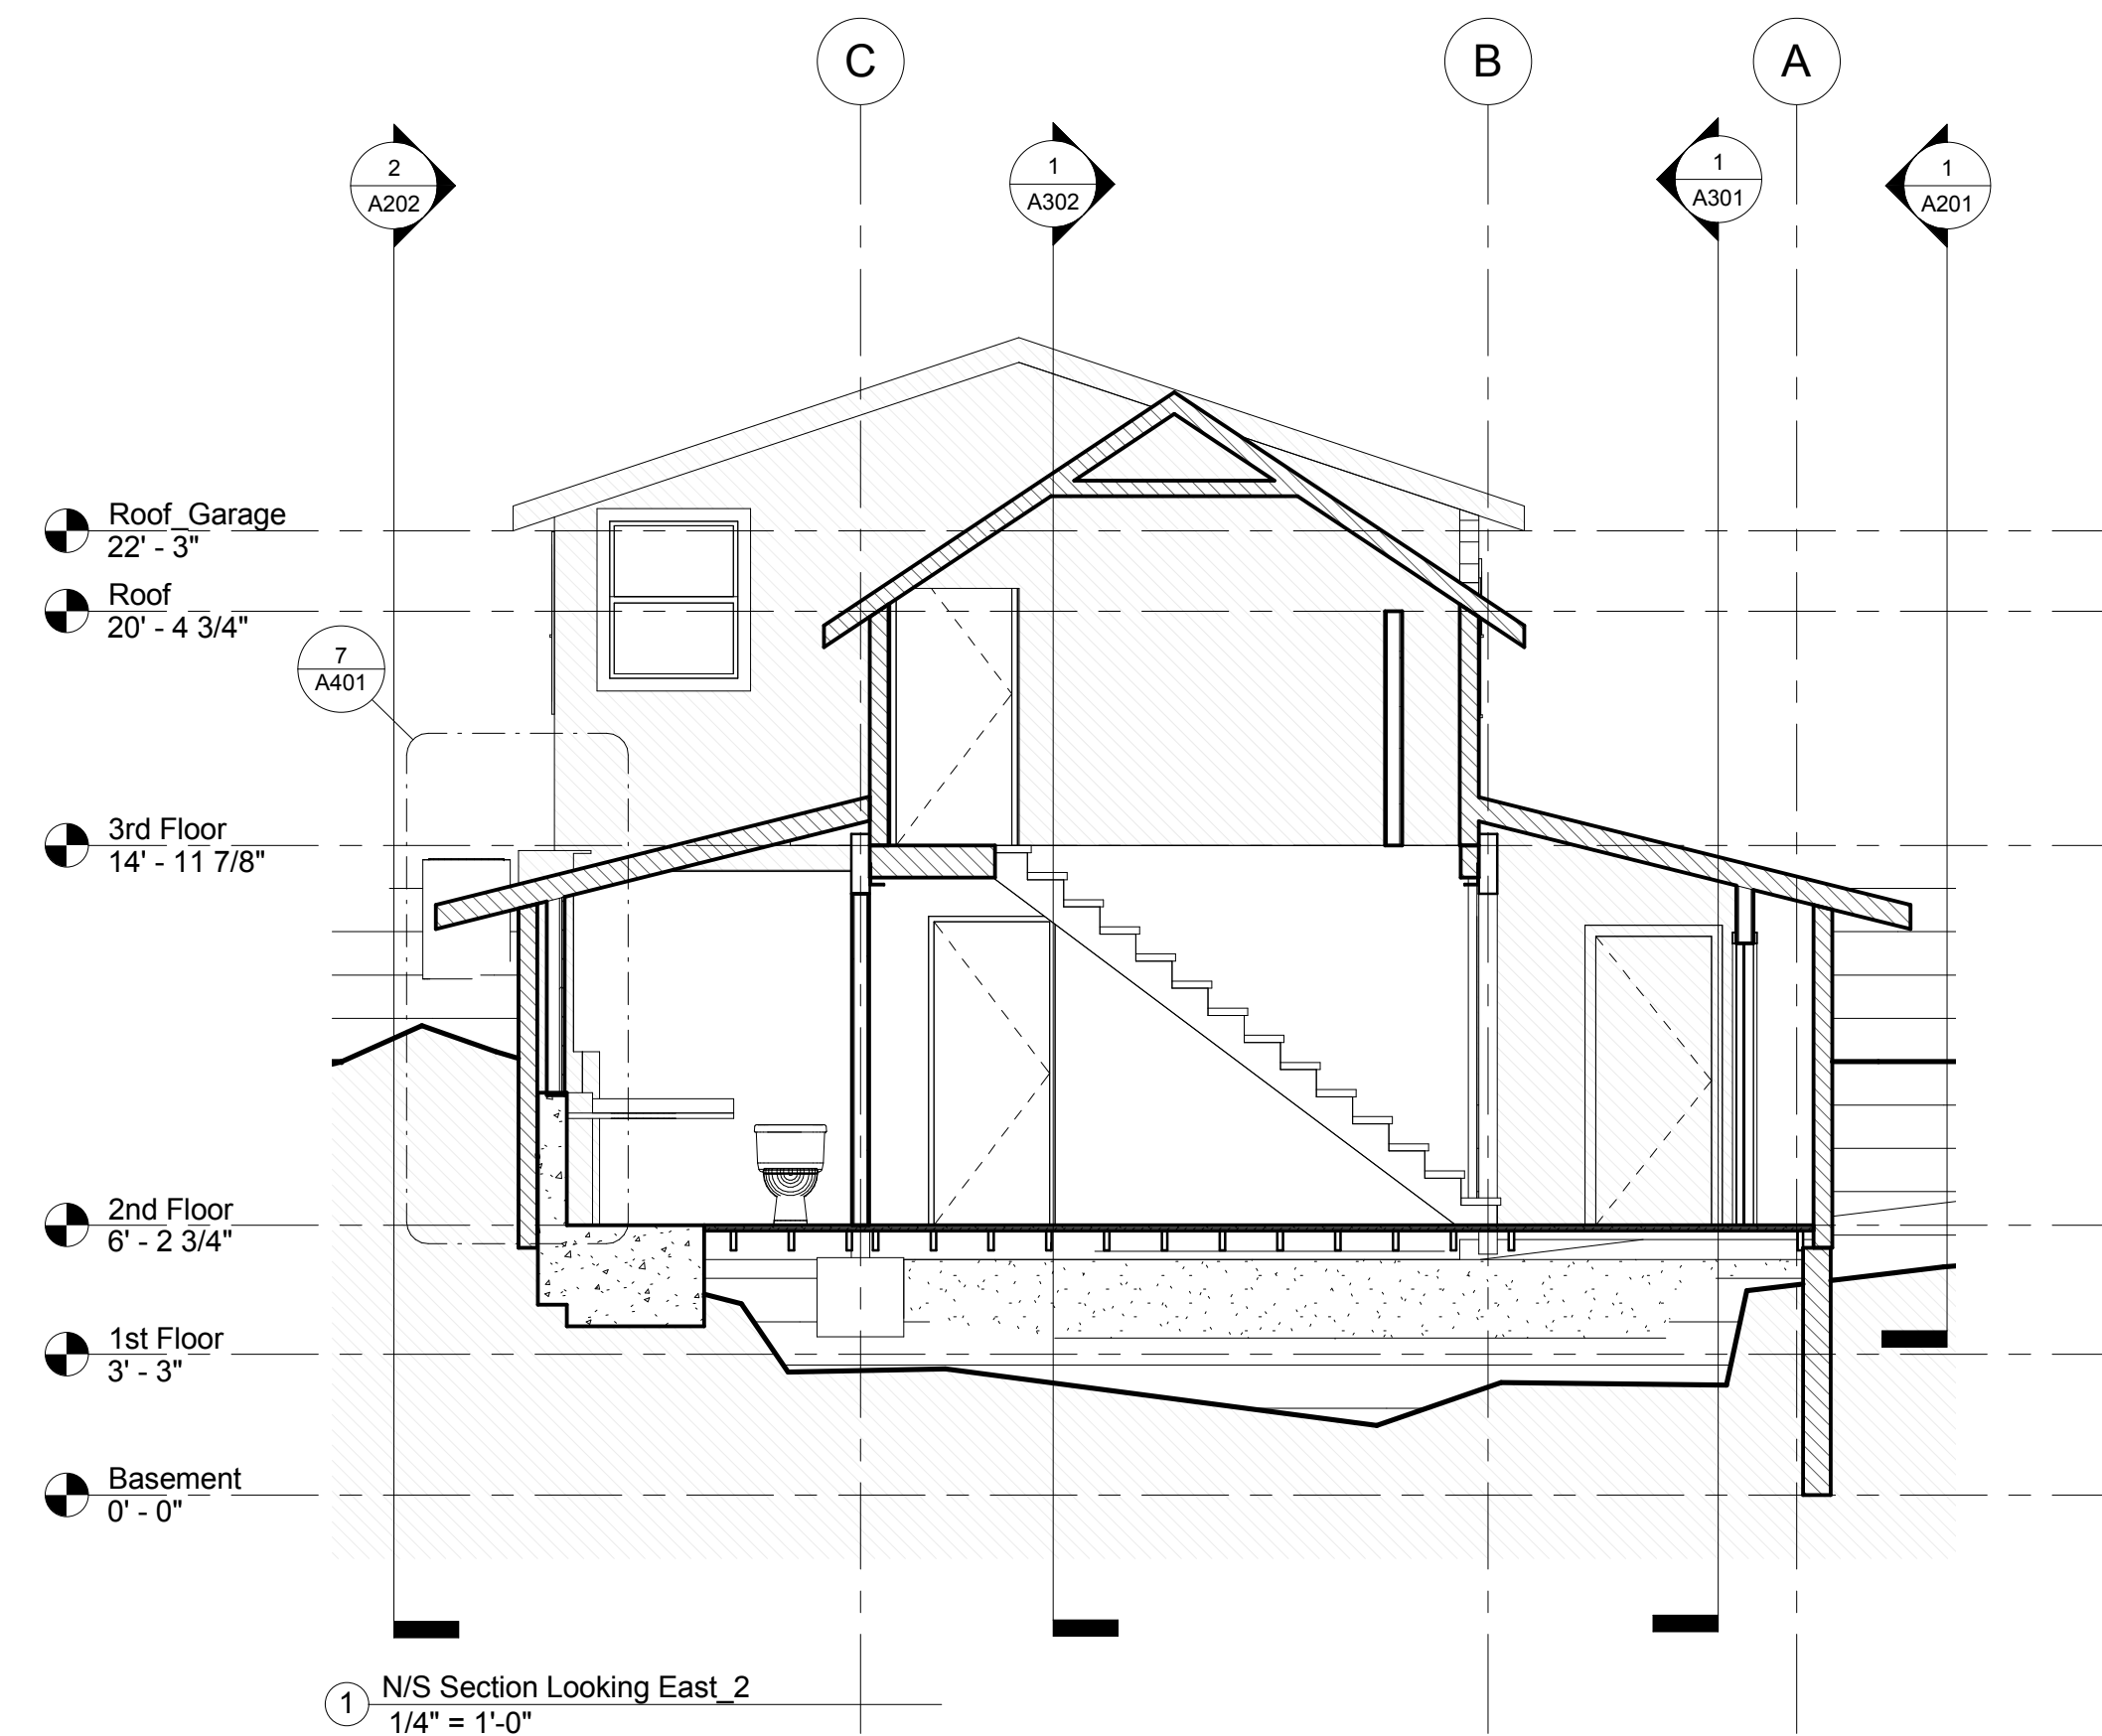 C
B
A
2
A202
1
A302
1
A301
1
A201
Roof_Garage
22' - 3"
Roof
20' - 4 3/4"
7
A401
3rd Floor
14' - 11 7/8"
2nd Floor
6' - 2 3/4"
1st Floor
3' - 3"
Basement
0' - 0"
1
N/S Section Looking East_2
1/4" = 1'-0"